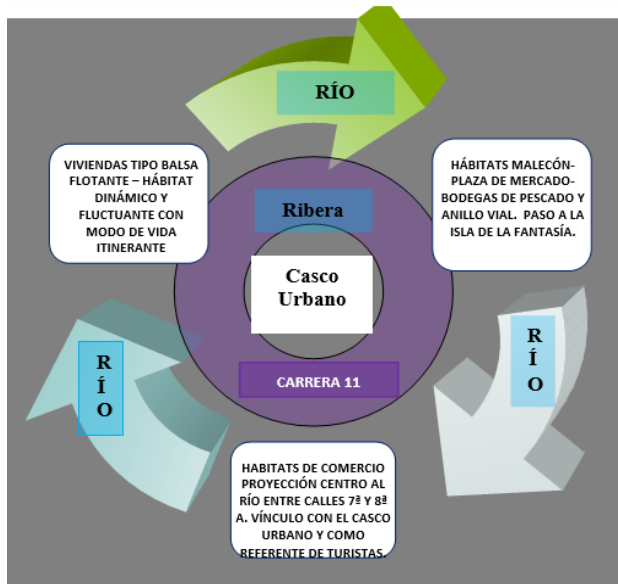 RÍO
VIVIENDAS TIPO BALSA
FLOTANTE – HÁBITAT
DINÁMICO Y
FLUCTUANTE CON
MODO DE VIDA
ITINERANTE
HÁBITATS MALECÓN-
PLAZA DE MERCADO-
BODEGAS DE PESCADO Y
ANILLO VIAL. PASO A LA
ISLA DE LA FANTASÍA.
Ribera
Casco
Urbano
R
Í
O
R
Í
O
CARRERA 11
HABITATS DE COMERCIO
PROYECCIÓN CENTRO AL
RÍO ENTRE CALLES 7ª Y 8ª
A. VÍNCULO CON EL CASCO
URBANO Y COMO
REFERENTE DE TURISTAS.